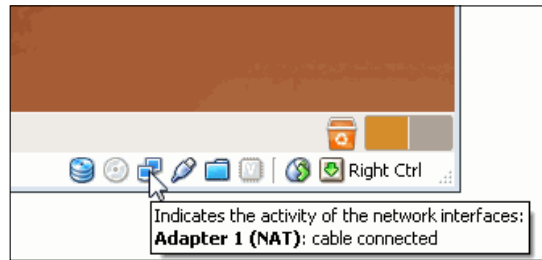 Right Ctrl
Indicates the activity of the network interfaces:
Adapter 1 (NAT): cable connected